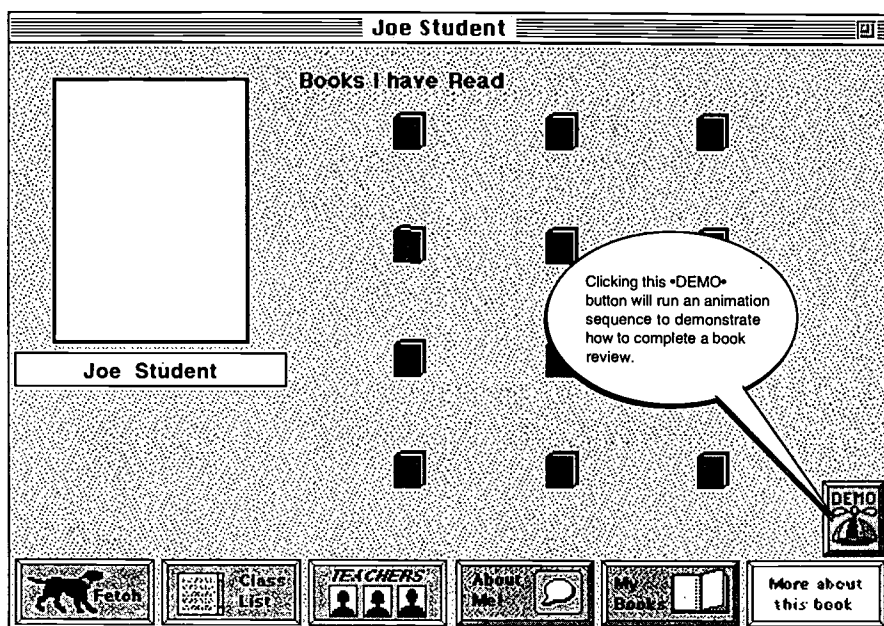 Joe Student
Books I have Read
Clicking this •DEMO•
button will run an animation
sequence to demonstrate
how to complete a book
review.
Joe Student
DEMO
Fetch
Class
List
TEACHERS
About
Me!
My
Books
More about
this book